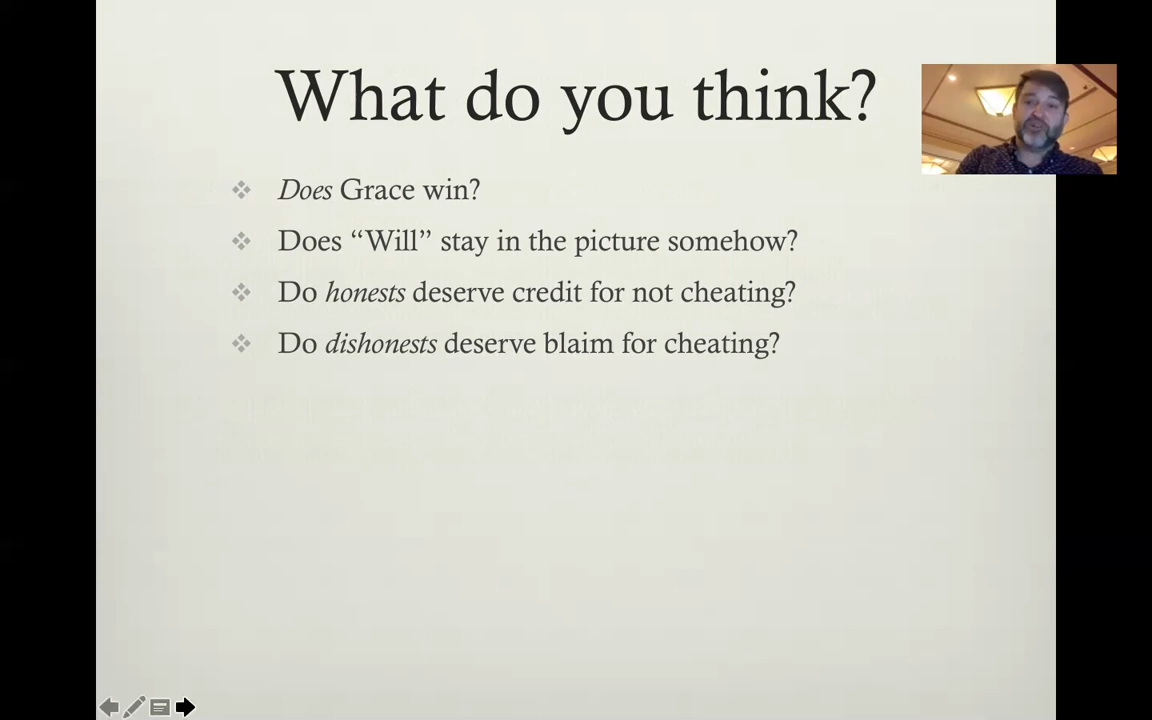 What do you think?
Does Grace win?
Does “Will” stay in the picture somehow?
Do honests deserve credit for not cheating?
Do dishonests deserve blaim for cheating?